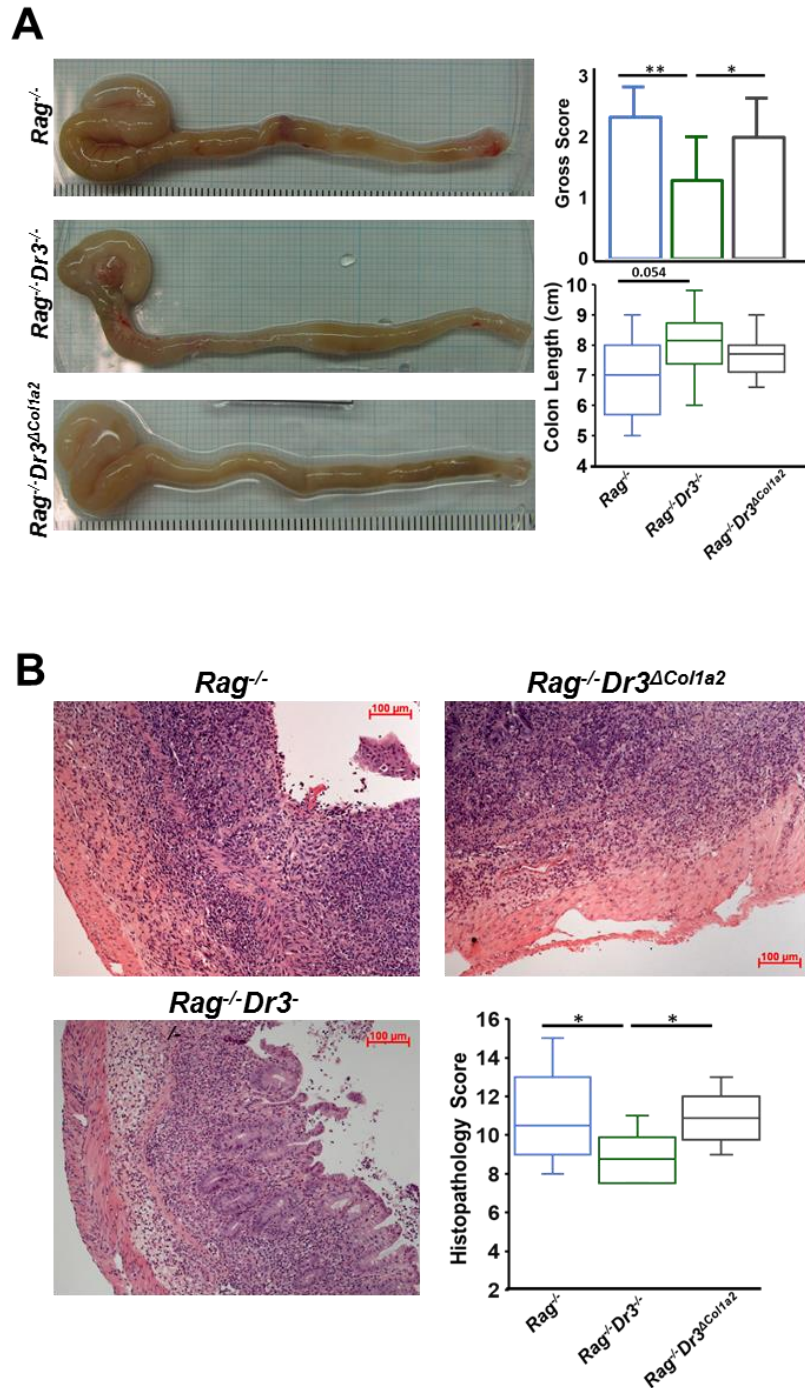 A
Rag-/-
Rag-/-Dr3-/-
Rag-/-Dr3ΔCol1a2
Gross Score
3
2
1
0
**
*
Colon Length (cm)
10
9
8
7
6
5
4
0.054
Rag-/-
Rag-/-Dr3-/-
Rag-/-Dr3ΔCol1a2
B
Rag-/-
Rag-/-Dr3ΔCol1a2
100 µm
100 µm
Rag-/-Dr3-
/-
100 µm
Histopathology Score
16
14
12
10
8
6
4
2
*
*
Rag-/-
Rag-/-Dr3-/-
Rag-/-Dr3ΔCol1a2